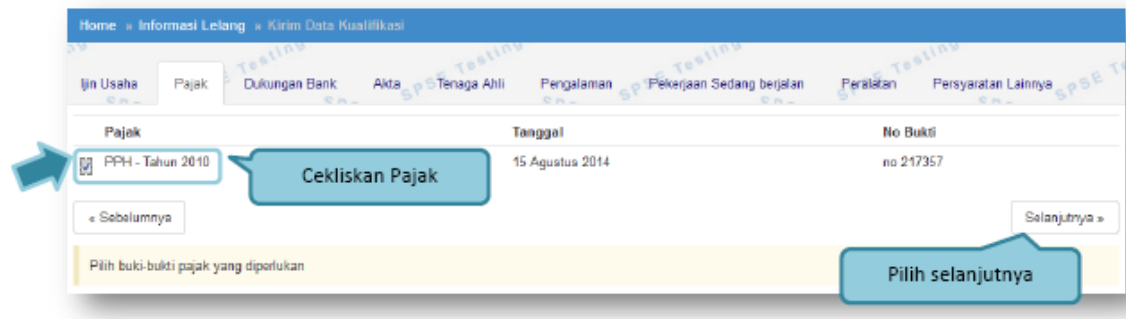 Home » Informasi Lelang » Kirim Data Kualifikasi
Ijin Usaha Pajak Dukungan Bank Akta Tenaga Ahli Pengalaman Pekerjaan Sedang berjalan Peralatan Persyaratan Lainnya
Pajak Tanggal No Bukti
PPH - Tahun 2010 15 Agustus 2014 no 217357
Cekliskan Pajak
« Sebelumnya Selanjutnya »
Pilih buki-bukti pajak yang diperlukan
Pilih selanjutnya
SPSE Testing